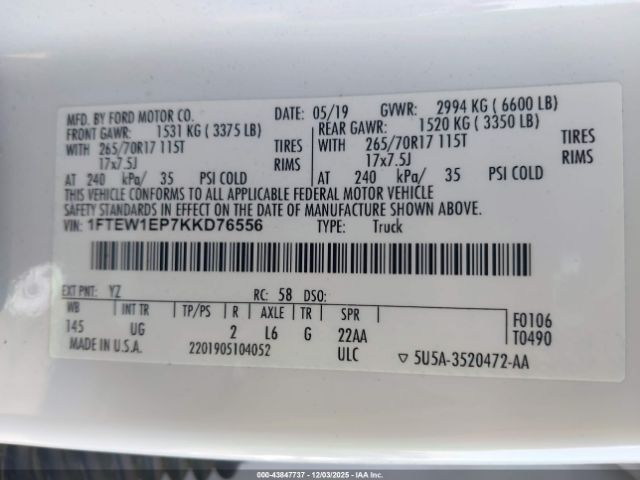 MFD. BY FORD MOTOR CO. DATE: 05/19 GVWR: 2994 KG ( 6600 LB)
FRONT GAWR: 1531 KG ( 3375 LB) REAR GAWR: 1520 KG ( 3350 LB)
WITH 265/70R17 115T TIRES WITH 265/70R17 115T TIRES
17x7.5J RIMS 17x7.5J RIMS
AT 240 kPa/ 35 PSI COLD AT 240 kPa/ 35 PSI COLD
THIS VEHICLE CONFORMS TO ALL APPLICABLE FEDERAL MOTOR VEHICLE
SAFETY STANDARDS IN EFFECT ON THE DATE OF MANUFACTURE SHOWN ABOVE.
VIN: 1FTEW1EP7KKD76556 TYPE: Truck
EXT PNT: YZ RC: 58 DSO:
WB INT TR TP/PS R AXLE TR SPR F0106
145 UG 2 L6 G 22AA T0490
MADE IN U.S.A. 2201905104052 ULC ▽ 5U5A-3520472-AA
000-43847737 - 12/03/2025 - IAAI.COM